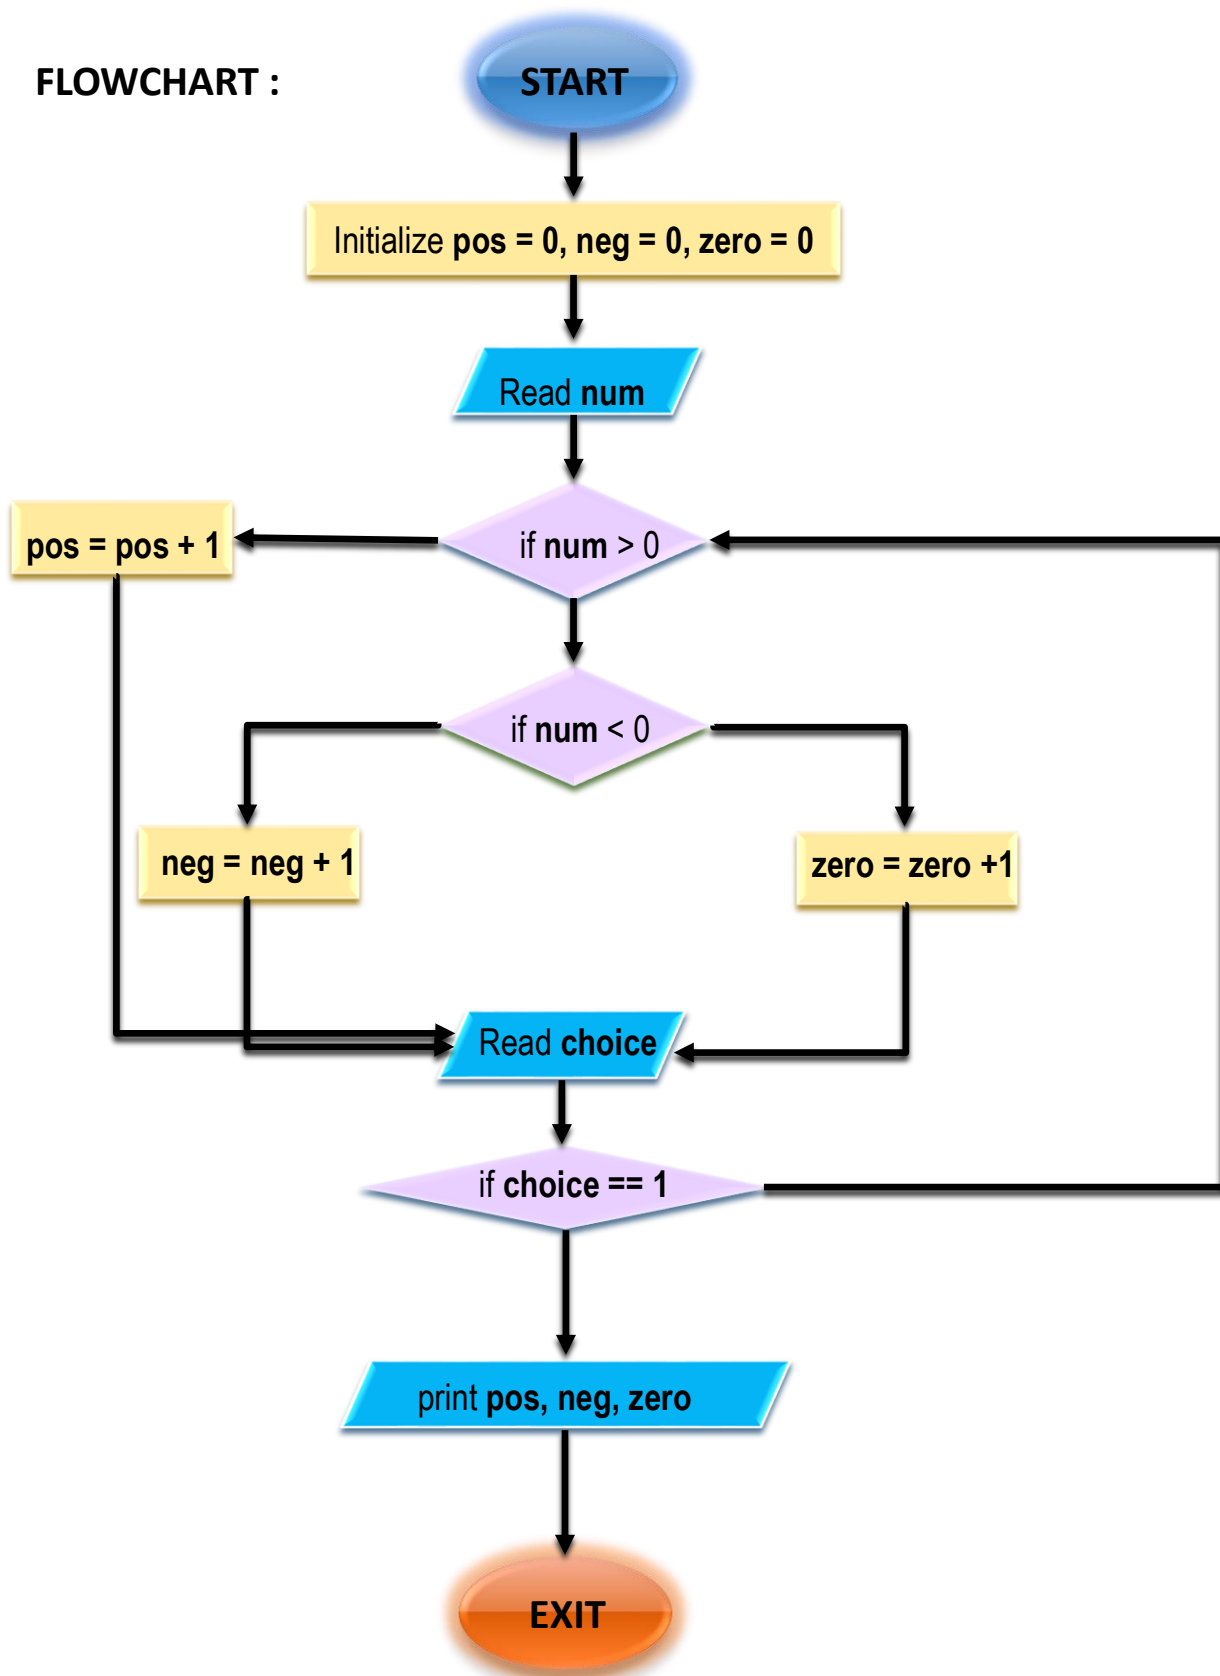 FLOWCHART :
START
Initialize pos = 0, neg = 0, zero = 0
Read num
if num > 0
pos = pos + 1
if num < 0
neg = neg + 1
zero = zero +1
Read choice
if choice == 1
print pos, neg, zero
EXIT